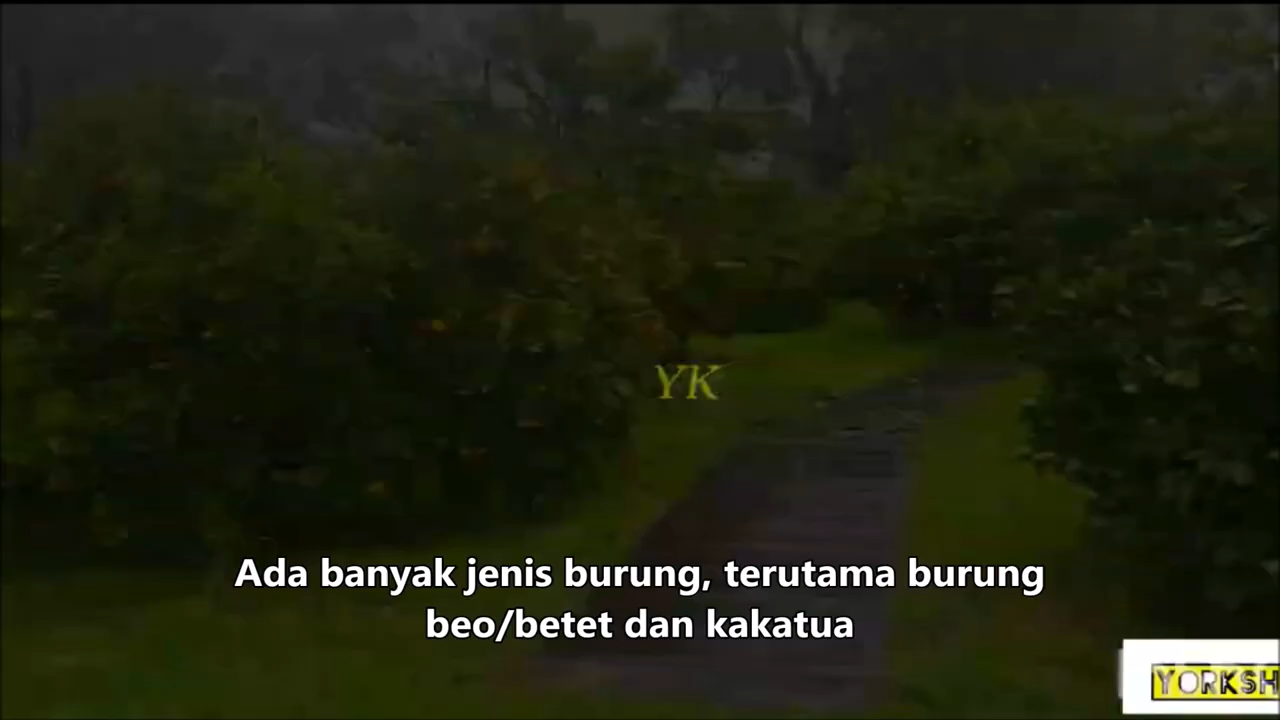 YK
Ada banyak jenis burung, terutama burung
beo/betet dan kakatua
YORKSH